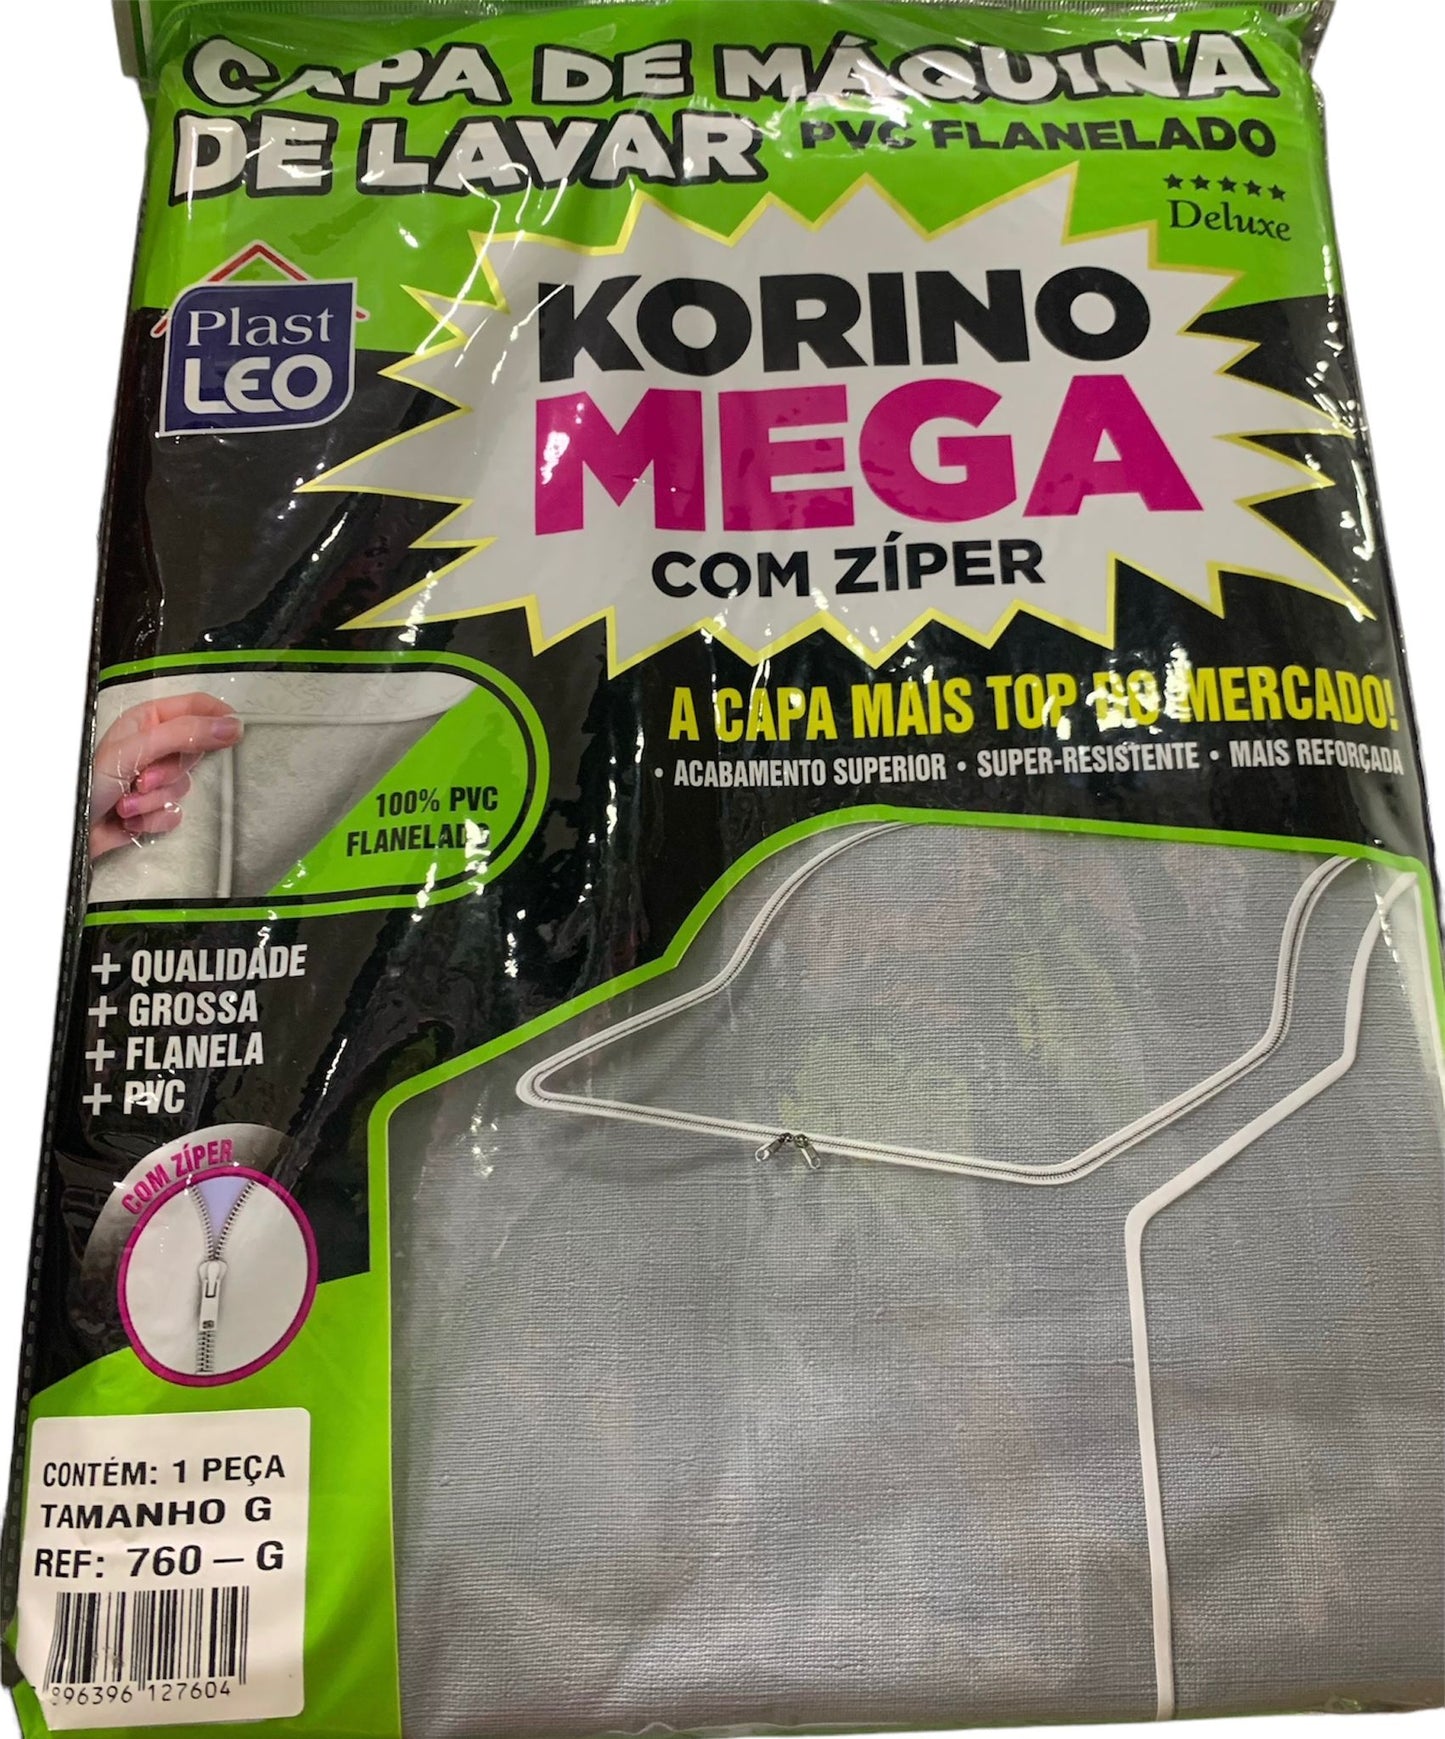 CAPA DE MÁQUINA
DE LAVAR PVC FLANELADO
Deluxe
Plast
LEO
KORINO
MEGA
COM ZÍPER
A CAPA MAIS TOP DO MERCADO!
• ACABAMENTO SUPERIOR • SUPER-RESISTENTE • MAIS REFORÇADA
100% PVC
FLANELADO
+ QUALIDADE
+ GROSSA
+ FLANELA
+ PVC
COM ZÍPER
CONTÉM: 1 PEÇA
TAMANHO G
REF: 760 – G
896396 127604